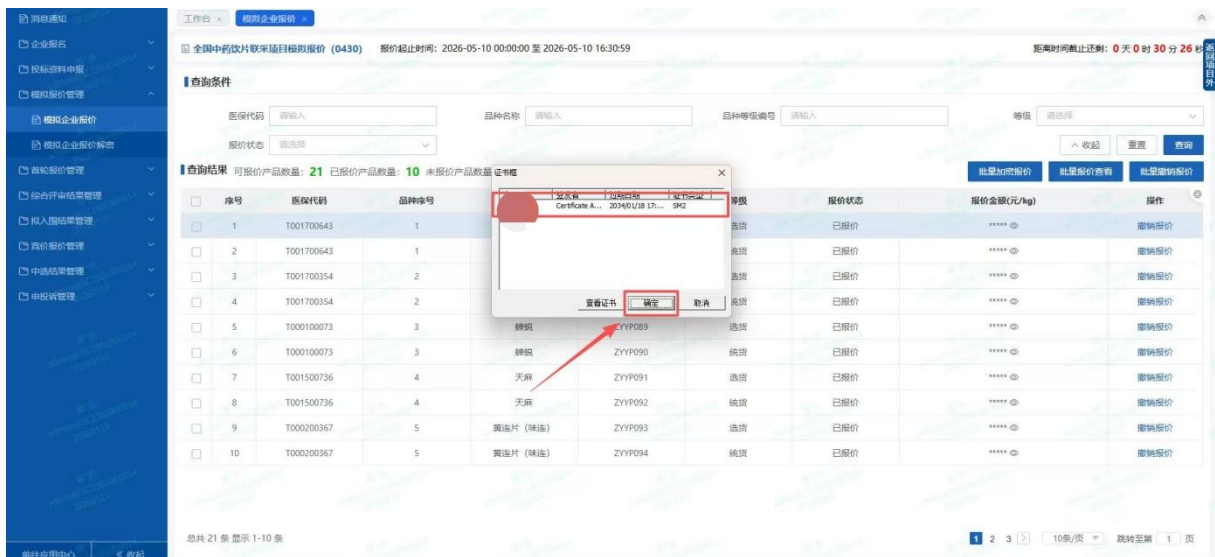 消息通知
企业报名
投标资料申报
模拟报价管理
模拟企业报价
模拟企业报价解密
首轮报价管理
综合评审结果管理
拟入围结果管理
竞价报价管理
中选结果管理
申投诉管理
前往应用中心 《 收起
工作台 × 模拟企业报价 ×
全国中药饮片联采项目模拟报价（0430） 报价起止时间：2026-05-10 00:00:00 至 2026-05-10 16:30:59 距离时间截止还剩：0 天 0 时 30 分 26 秒
返回项目外
查询条件
医保代码 请输入 品种名称 请输入 品种等级编号 请输入 等级 请选择
报价状态 请选择 收起 重置 查询
查询结果 可报价产品数量：21 已报价产品数量：10 未报价产品数量 批量加密报价 批量报价查看 批量撤销报价
序号 医保代码 品种序号 等级 报价状态 报价金额(元/kg) 操作
1 T001700643 1 选货 已报价 ***** 撤销报价
2 T001700643 1 统货 已报价 ***** 撤销报价
3 T001700354 2 选货 已报价 ***** 撤销报价
4 T001700354 2 统货 已报价 ***** 撤销报价
5 T000100073 3 蝉蜕 ZYYP089 选货 已报价 ***** 撤销报价
6 T000100073 3 蝉蜕 ZYYP090 统货 已报价 ***** 撤销报价
7 T001500736 4 天麻 ZYYP091 选货 已报价 ***** 撤销报价
8 T001500736 4 天麻 ZYYP092 统货 已报价 ***** 撤销报价
9 T000200367 5 黄连片（味连） ZYYP093 选货 已报价 ***** 撤销报价
10 T000200367 5 黄连片（味连） ZYYP094 统货 已报价 ***** 撤销报价
证书框 ×
签发者 过期日期 证书类型
Certificate A... 2034/01/18 17:... SM2
查看证书 确定 取消
总共 21 条 显示 1-10 条 1 2 3 10条/页 跳转至第 1 页